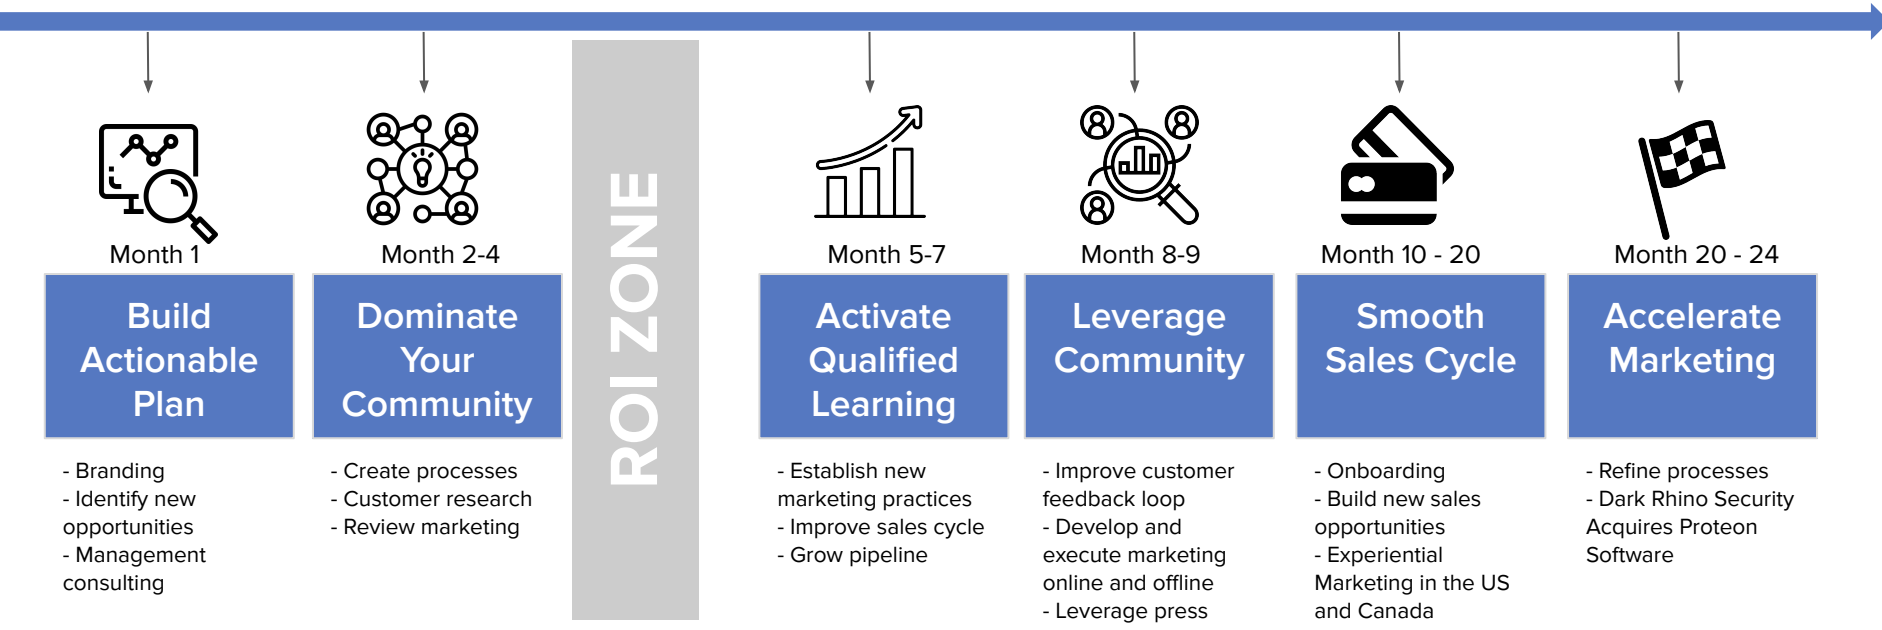 Month 1
Build
Actionable
Plan
- Branding
- Identify new
opportunities
- Management
consulting
Month 2-4
Dominate
Your
Community
- Create processes
- Customer research
- Review marketing
ROI ZONE
Month 5-7
Activate
Qualified
Learning
- Establish new
marketing practices
- Improve sales cycle
- Grow pipeline
Month 8-9
Leverage
Community
- Improve customer
feedback loop
- Develop and
execute marketing
online and offline
- Leverage press
Month 10 - 20
Smooth
Sales Cycle
- Onboarding
- Build new sales
opportunities
- Experiential
Marketing in the US
and Canada
Month 20 - 24
Accelerate
Marketing
- Refine processes
- Dark Rhino Security
Acquires Proteon
Software